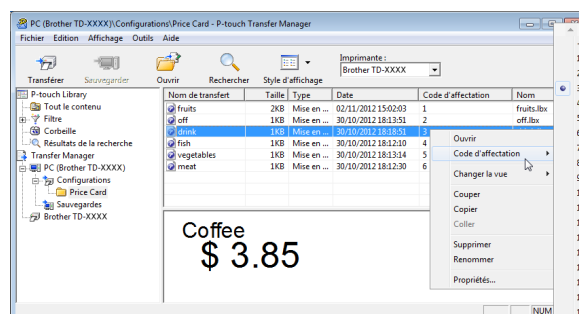 PC (Brother TD-XXXX)\Configurations\Price Card - P-touch Transfer Manager
Fichier Edition Affichage Outils Aide
Transférer Sauvegarder Ouvrir Rechercher Style d'affichage
Imprimante :
Brother TD-XXXX
P-touch Library
Tout le contenu
Filtre
Corbeille
Résultats de la recherche
Transfer Manager
PC (Brother TD-XXXX)
Configurations
Price Card
Sauvegardes
Brother TD-XXXX
Nom de transfert Taille Type Date Code d'affectation Nom
fruits 2KB Mise en ... 02/11/2012 15:02:03 1 fruits.lbx
off 1KB Mise en ... 30/10/2012 18:13:51 2 off.lbx
drink 1KB Mise en ... 30/10/2012 18:18:51 3
fish 1KB Mise en ... 30/10/2012 18:12:10 4
vegetables 1KB Mise en ... 30/10/2012 18:13:14 5
meat 1KB Mise en ... 30/10/2012 18:12:30 6
Ouvrir
Code d'affectation
Changer la vue
Couper
Copier
Coller
Supprimer
Renommer
Propriétés...
Coffee
$ 3.85
NUM